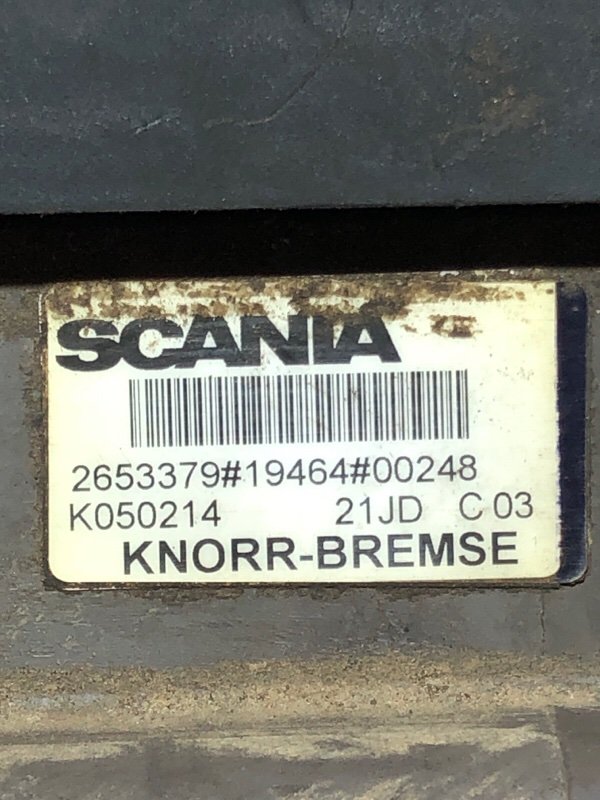 SCANIA
2653379#19464#00248
K050214 21JD C 03
KNORR-BREMSE